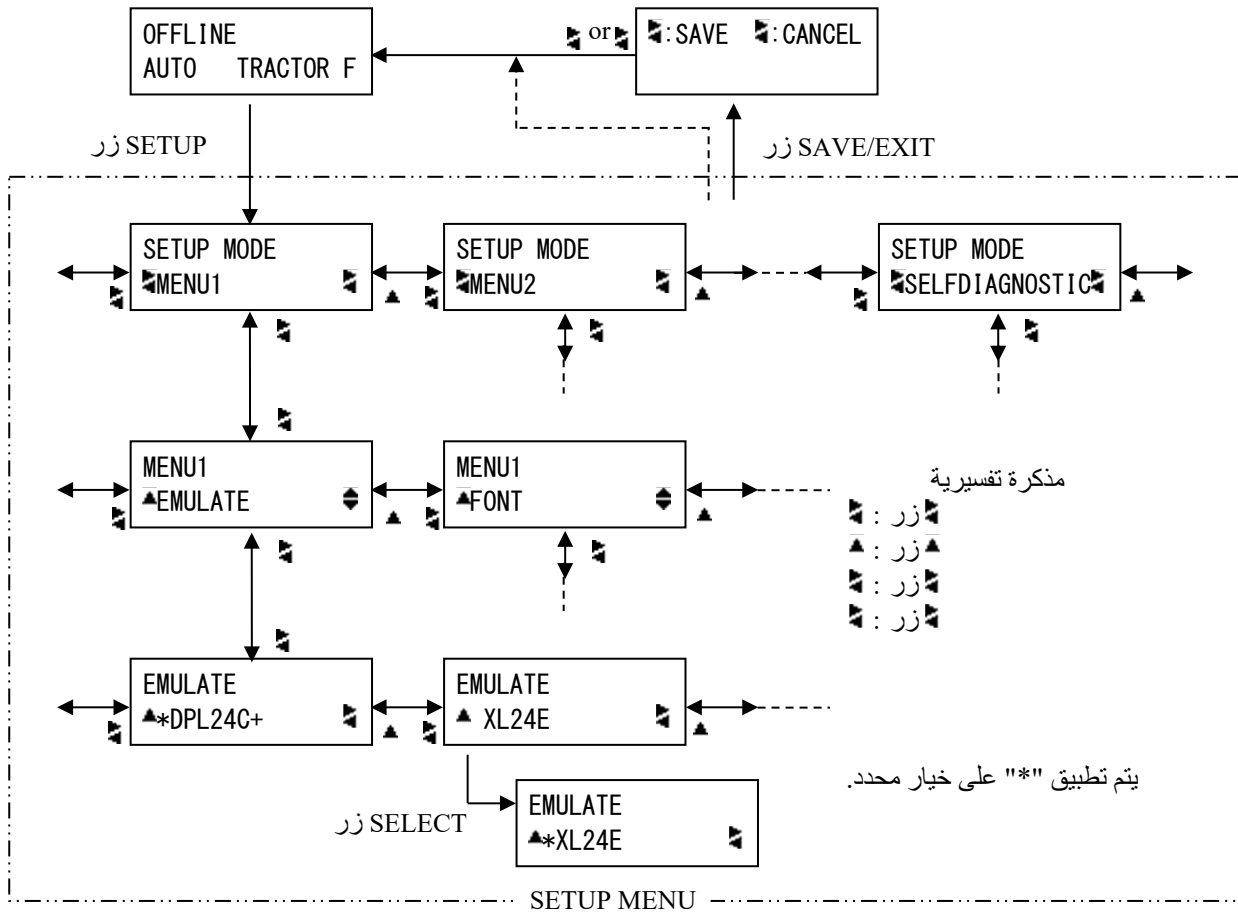 OFFLINE
AUTO TRACTOR F
or
:SAVE :CANCEL
زر SETUP
زر SAVE/EXIT
SETUP MODE
MENU1
SETUP MODE
MENU2
SETUP MODE
SELFDIAGNOSTIC
MENU1
▲EMULATE
MENU1
▲FONT
مذكرة تفسيرية
زر :
▲ زر : ▲
زر :
زر :
EMULATE
▲*DPL24C+
EMULATE
▲ XL24E
يتم تطبيق "*" على خيار محدد.
زر SELECT
EMULATE
▲*XL24E
SETUP MENU